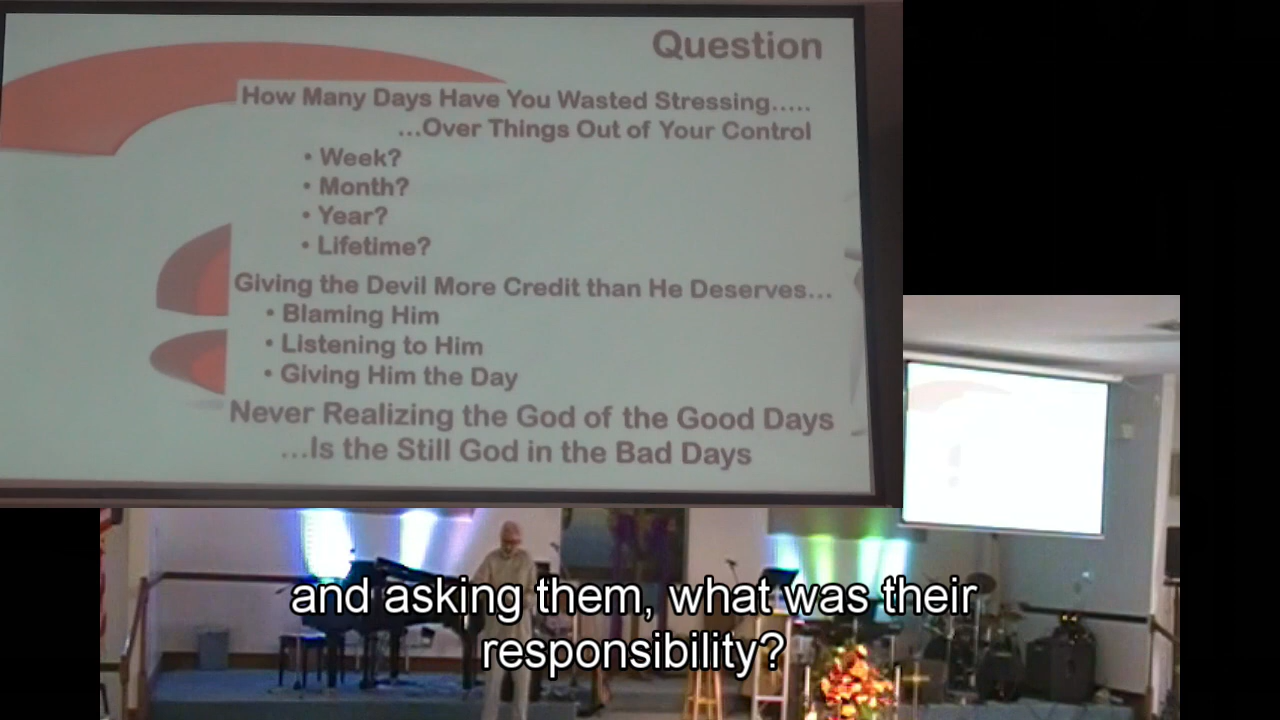 Question
How Many Days Have You Wasted Stressing.....
...Over Things Out of Your Control
• Week?
• Month?
• Year?
• Lifetime?
Giving the Devil More Credit than He Deserves...
• Blaming Him
• Listening to Him
• Giving Him the Day
Never Realizing the God of the Good Days
...Is the Still God in the Bad Days
and asking them, what was their
responsibility?